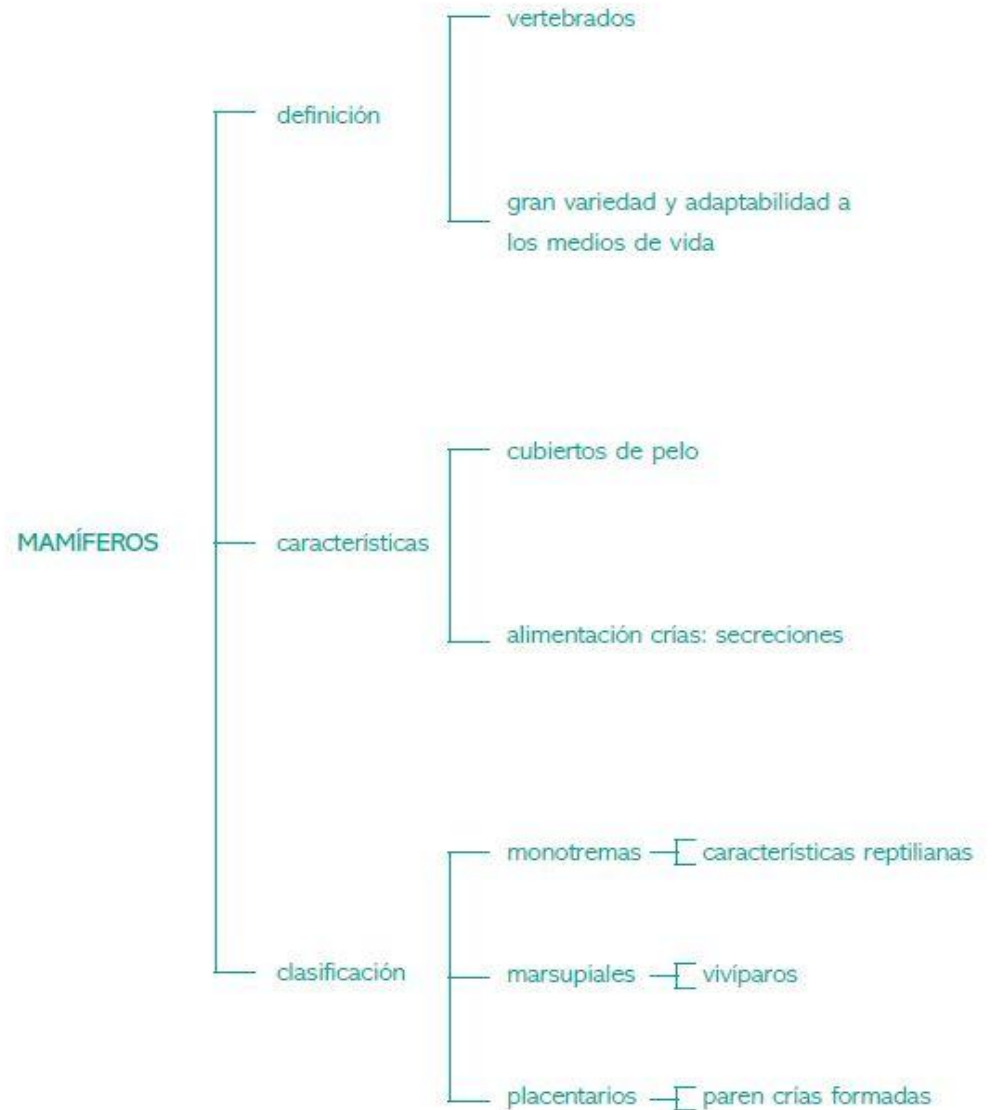 MAMÍFEROS
definición
vertebrados
gran variedad y adaptabilidad a
los medios de vida
características
cubiertos de pelo
alimentación crías: secreciones
clasificación
monotremas
características reptilianas
marsupiales
vivíparos
placentarios
paren crías formadas